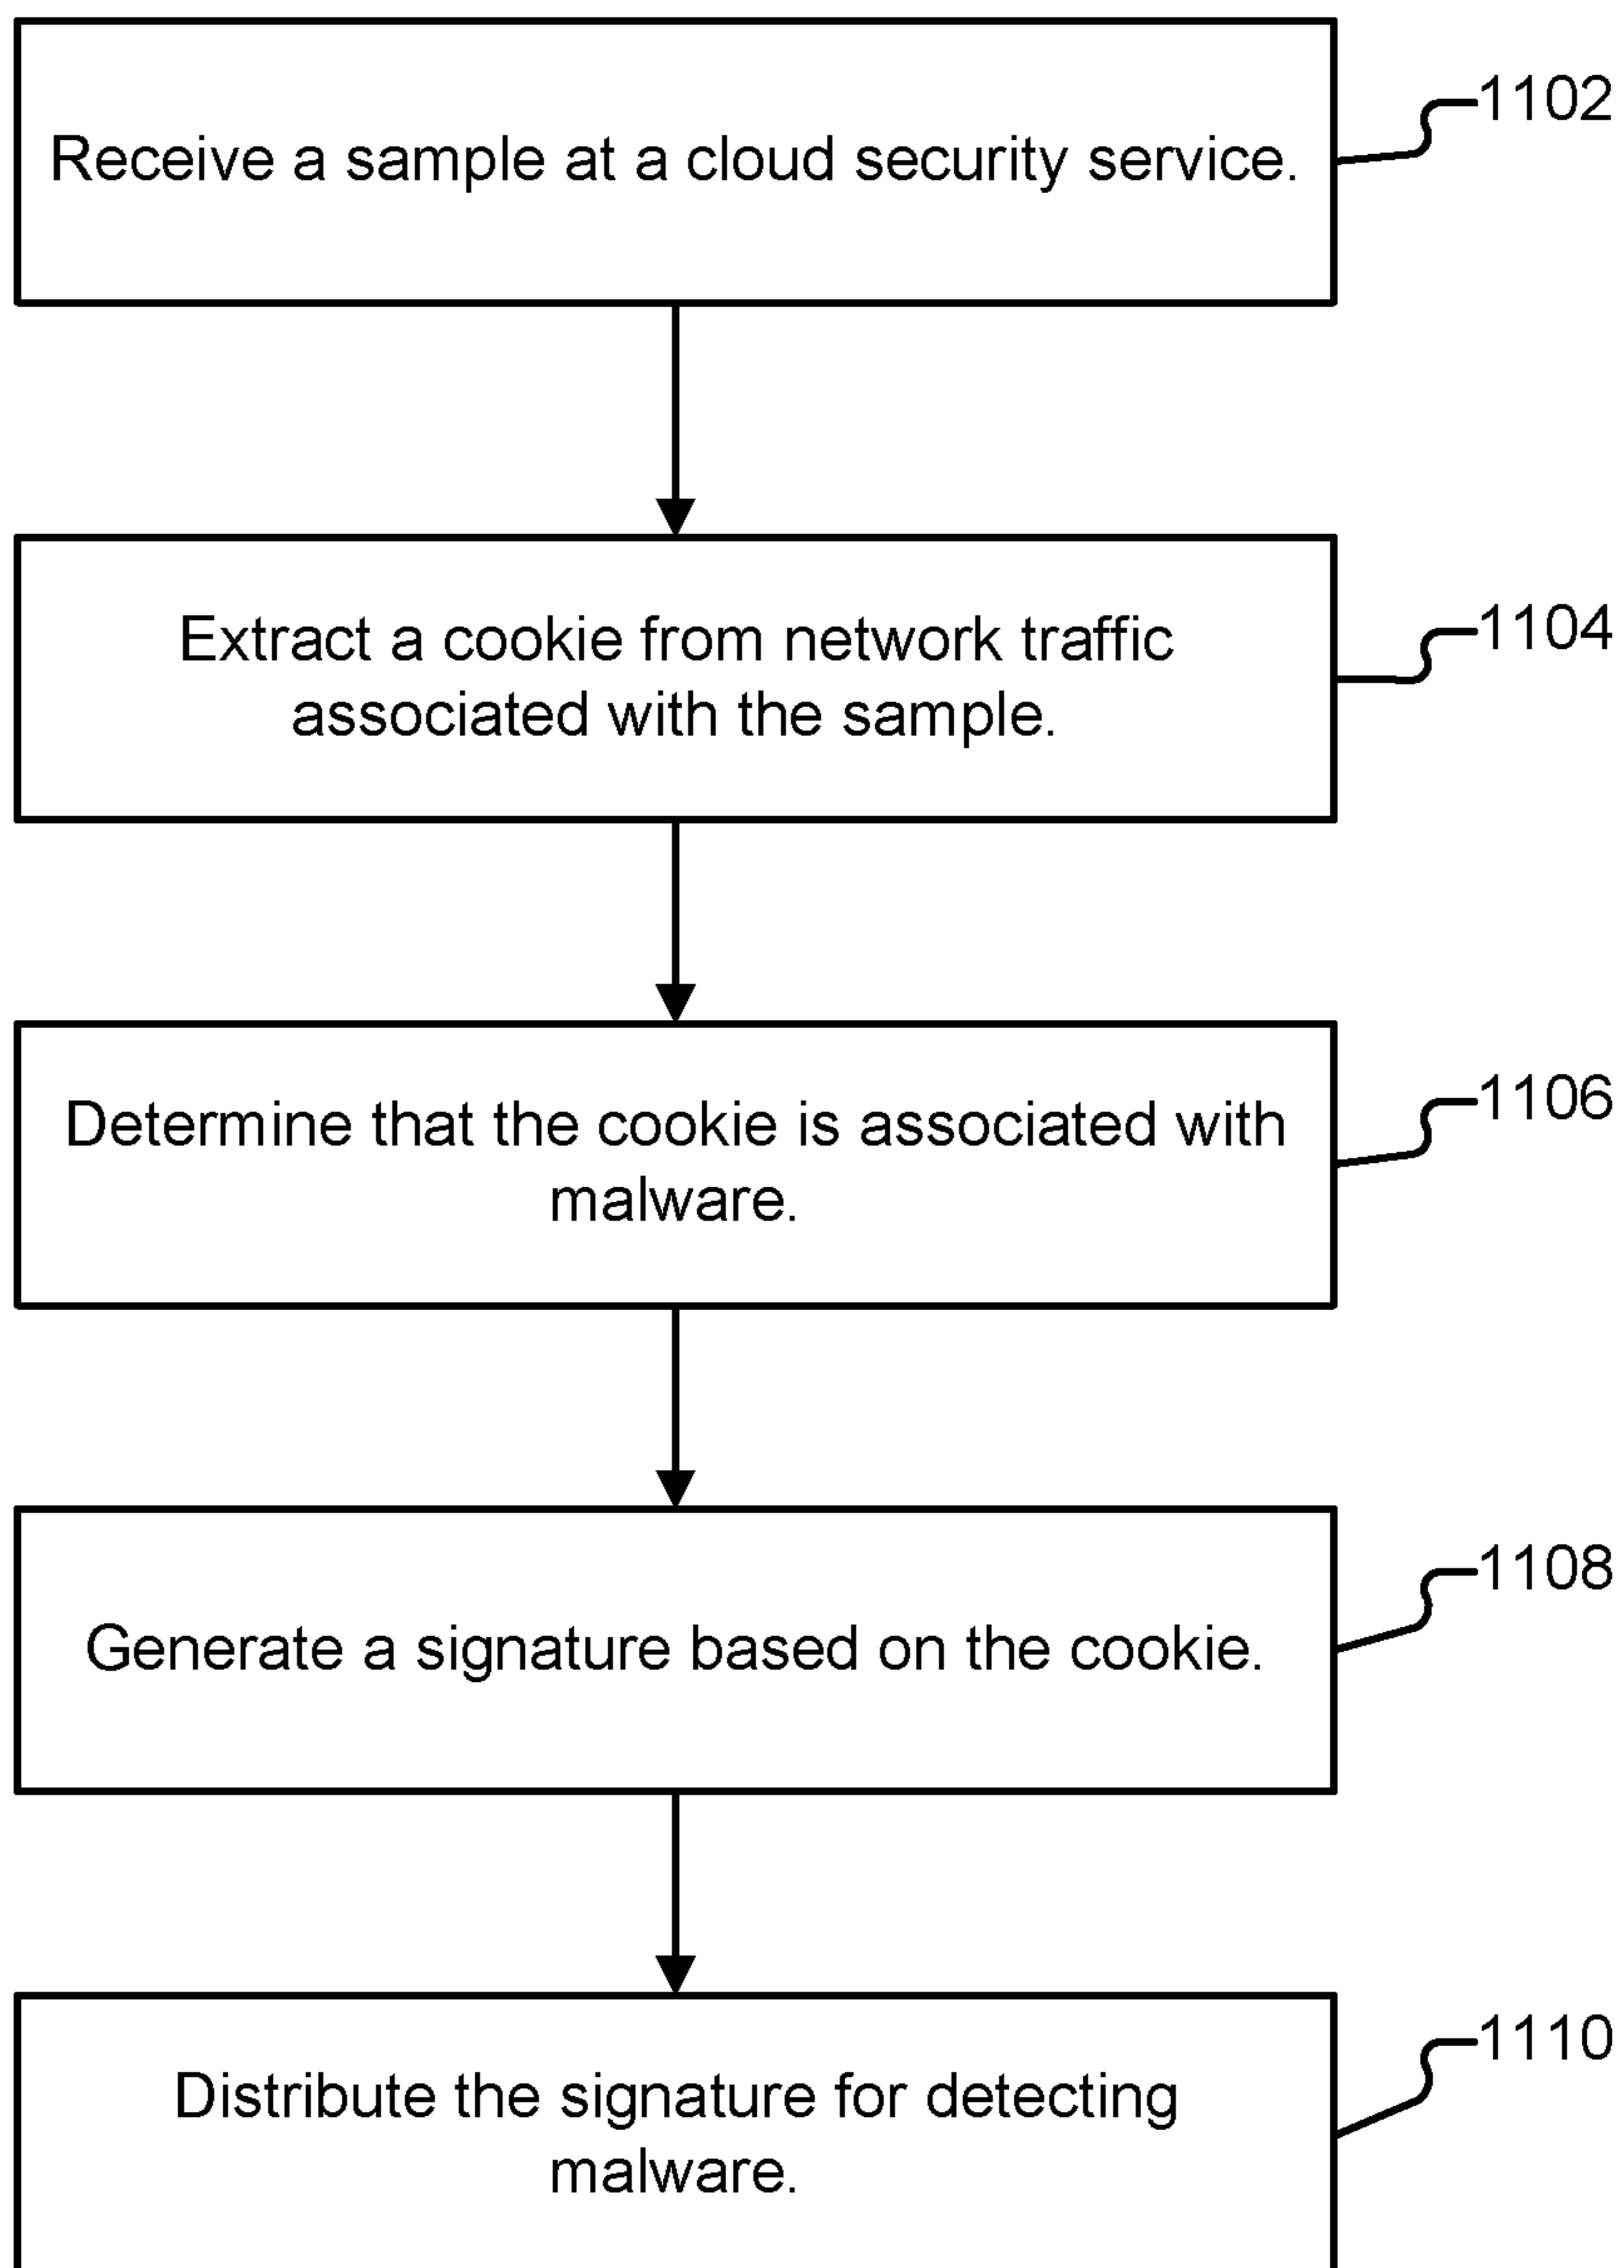 Receive a sample at a cloud security service.
1102
Extract a cookie from network traffic
associated with the sample.
1104
Determine that the cookie is associated with
malware.
1106
Generate a signature based on the cookie.
1108
Distribute the signature for detecting
malware.
1110